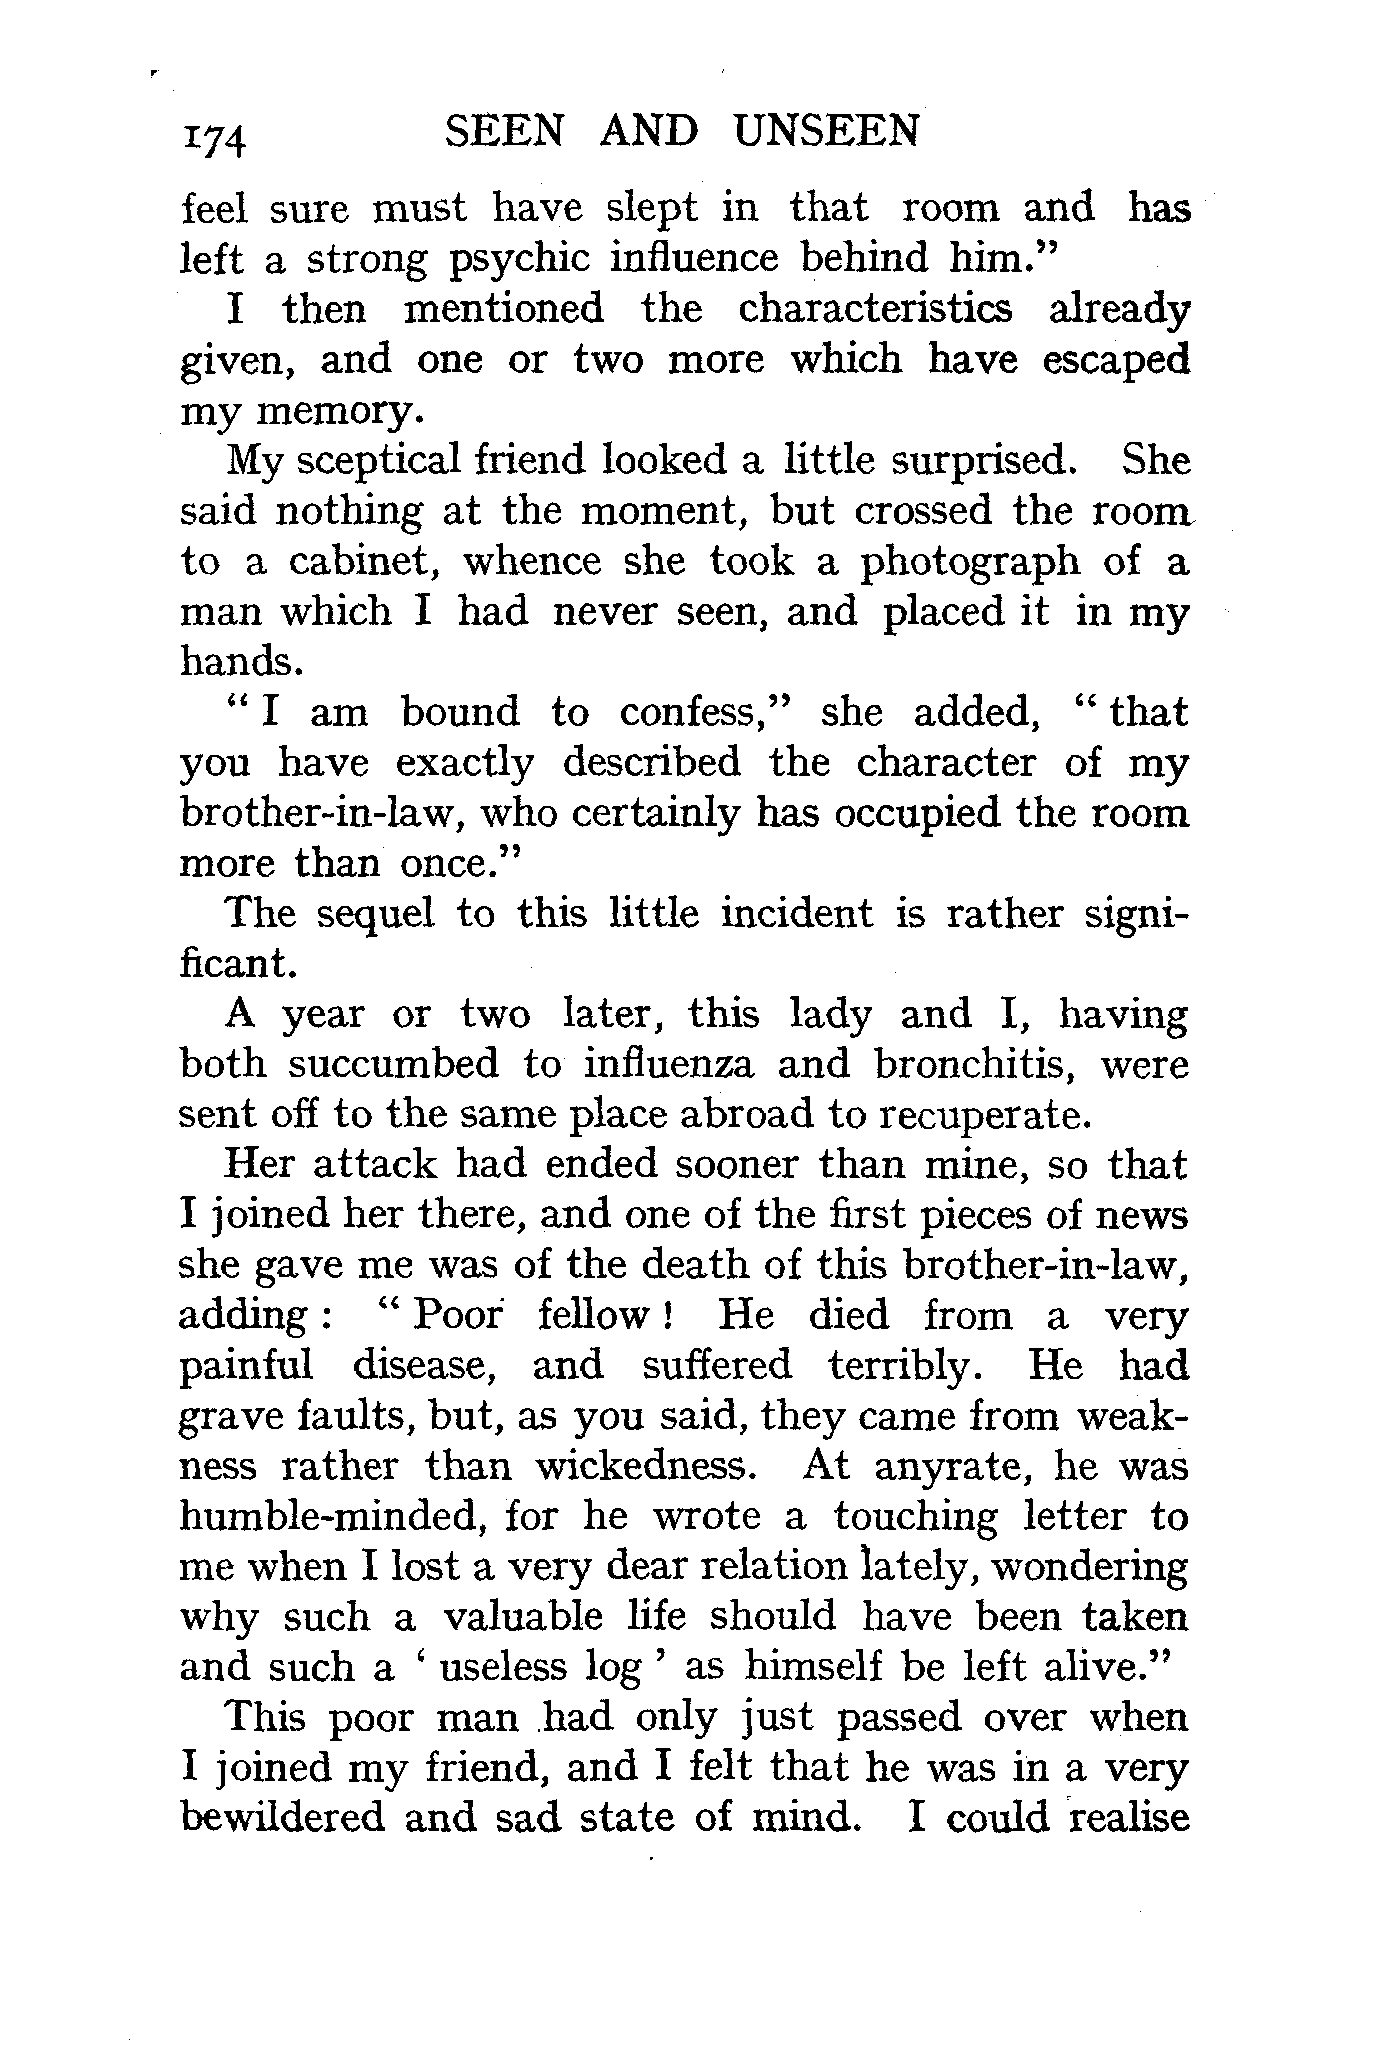 174 SEEN AND UNSEEN
feel sure must have slept in that room and has
left a strong psychic influence behind him."
I then mentioned the characteristics already
given, and one or two more which have escaped
my memory.
My sceptical friend looked a little surprised. She
said nothing at the moment, but crossed the room
to a cabinet, whence she took a photograph of a
man which I had never seen, and placed it in my
hands.
" I am bound to confess," she added, " that
you have exactly described the character of my
brother-in-law, who certainly has occupied the room
more than once."
The sequel to this little incident is rather signi-
ficant.
A year or two later, this lady and I, having
both succumbed to influenza and bronchitis, were
sent off to the same place abroad to recuperate.
Her attack had ended sooner than mine, so that
I joined her there, and one of the first pieces of news
she gave me was of the death of this brother-in-law,
adding : " Poor fellow ! He died from a very
painful disease, and suffered terribly. He had
grave faults, but, as you said, they came from weak-
ness rather than wickedness. At anyrate, he was
humble-minded, for he wrote a touching letter to
me when I lost a very dear relation lately, wondering
why such a valuable life should have been taken
and such a ' useless log ' as himself be left alive."
This poor man had only just passed over when
I joined my friend, and I felt that he was in a very
bewildered and sad state of mind. I could realise